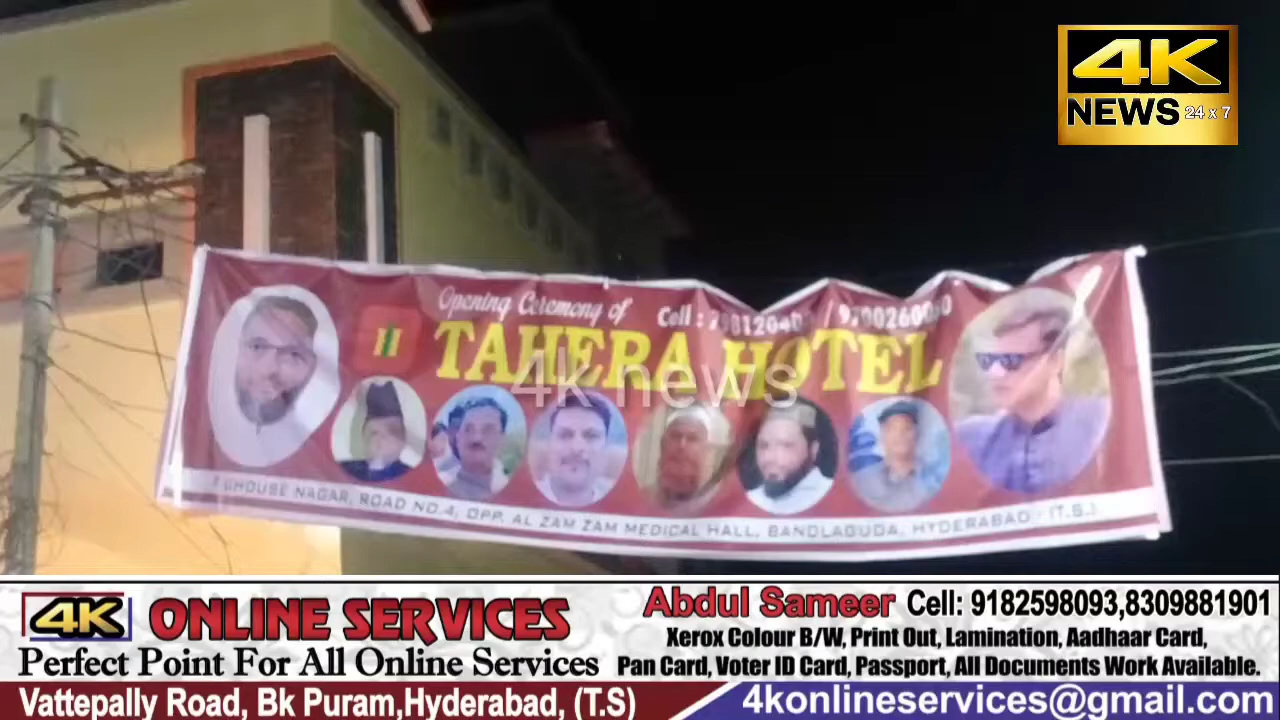 4K
NEWS 24 x 7
Opening Ceremony of
Cell :
TAHERA HOTEL
4k news
GHOUSE NAGAR, ROAD NO.4, OPP. AL ZAM ZAM MEDICAL HALL, BANDLAGUDA, HYDERABAD - (T.S.)
4K ONLINE SERVICES
Perfect Point For All Online Services
Abdul Sameer Cell: 9182598093,8309881901
Xerox Colour B/W, Print Out, Lamination, Aadhaar Card,
Pan Card, Voter ID Card, Passport, All Documents Work Available.
Vattepally Road, Bk Puram,Hyderabad, (T.S)
4konlineservices@gmail.com